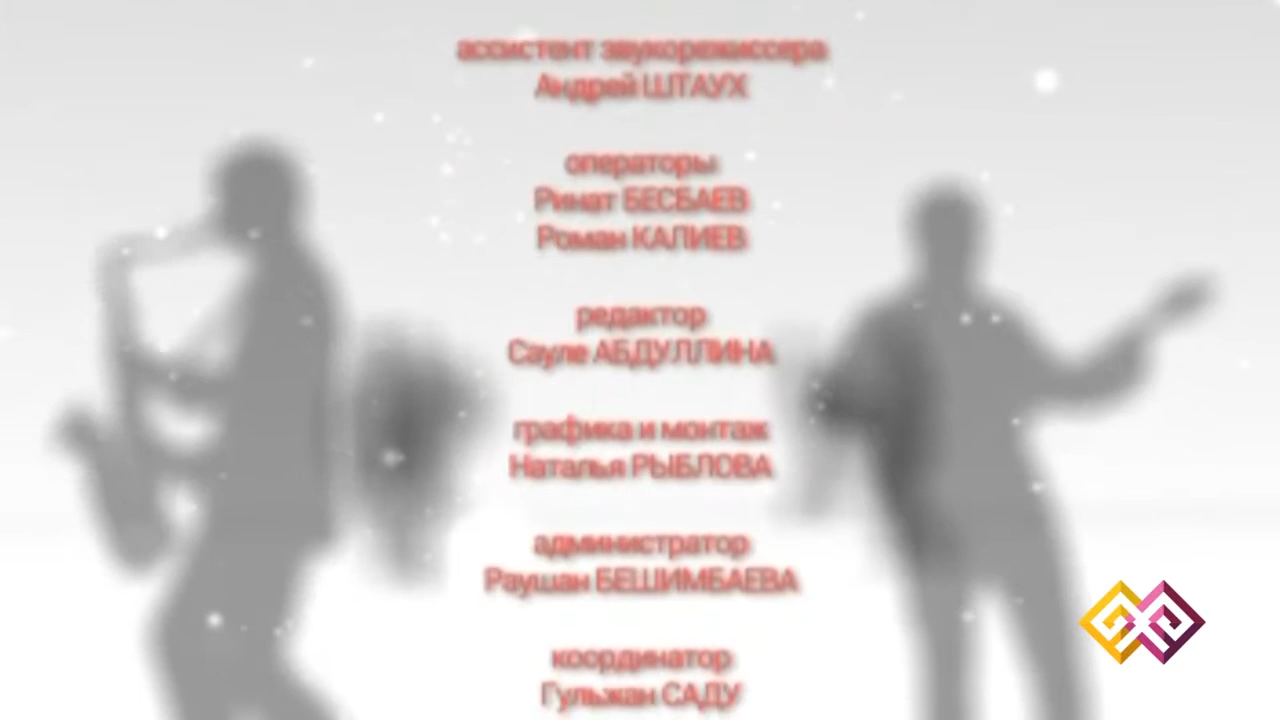 ассистент звукорежиссера
Андрей ШТАУХ
операторы
Ринат БЕСБАЕВ
Роман КАЛИЕВ
редактор
Сауле АБДУЛЛИНА
графика и монтаж
Наталья РЫБЛОВА
администратор
Раушан БЕШИМБАЕВА
координатор
Гульжан САДУ